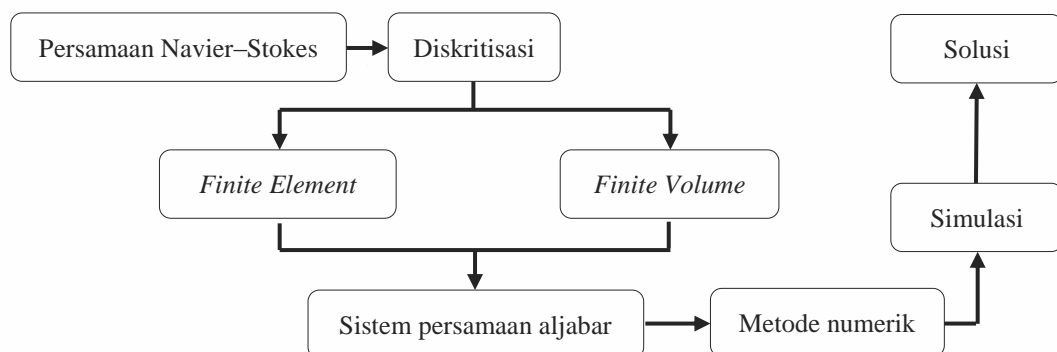 Persamaan Navier–Stokes
Diskritisasi
Solusi
Finite Element
Finite Volume
Simulasi
Sistem persamaan aljabar
Metode numerik